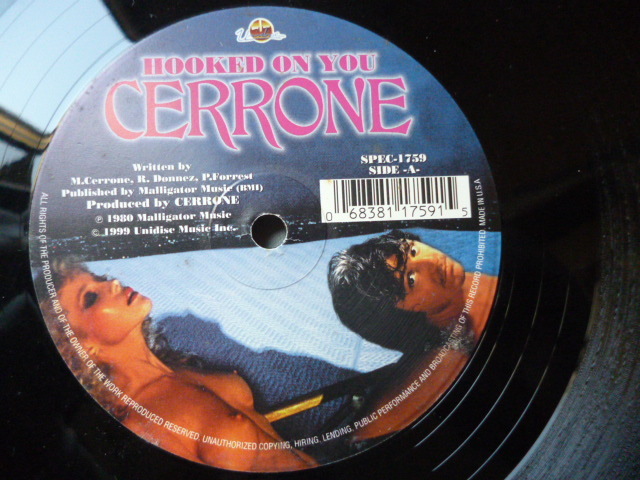 Unidisc
HOOKED ON YOU
CERRONE
Written by
M.Cerrone, R. Donnez, P.Forrest
Published by Malligator Music (BMI)
Produced by CERRONE
℗ 1980 Malligator Music
© 1999 Unidisc Music Inc.
SPEC-1759
SIDE -A-
0 68381 17591 5
ALL RIGHTS OF THE PRODUCER AND OF THE OWNER OF THE WORK REPRODUCED RESERVED. UNAUTHORIZED COPYING, HIRING, LENDING, PUBLIC PERFORMANCE AND BROADCASTING OF THIS RECORD PROHIBITED. MADE IN U.S.A